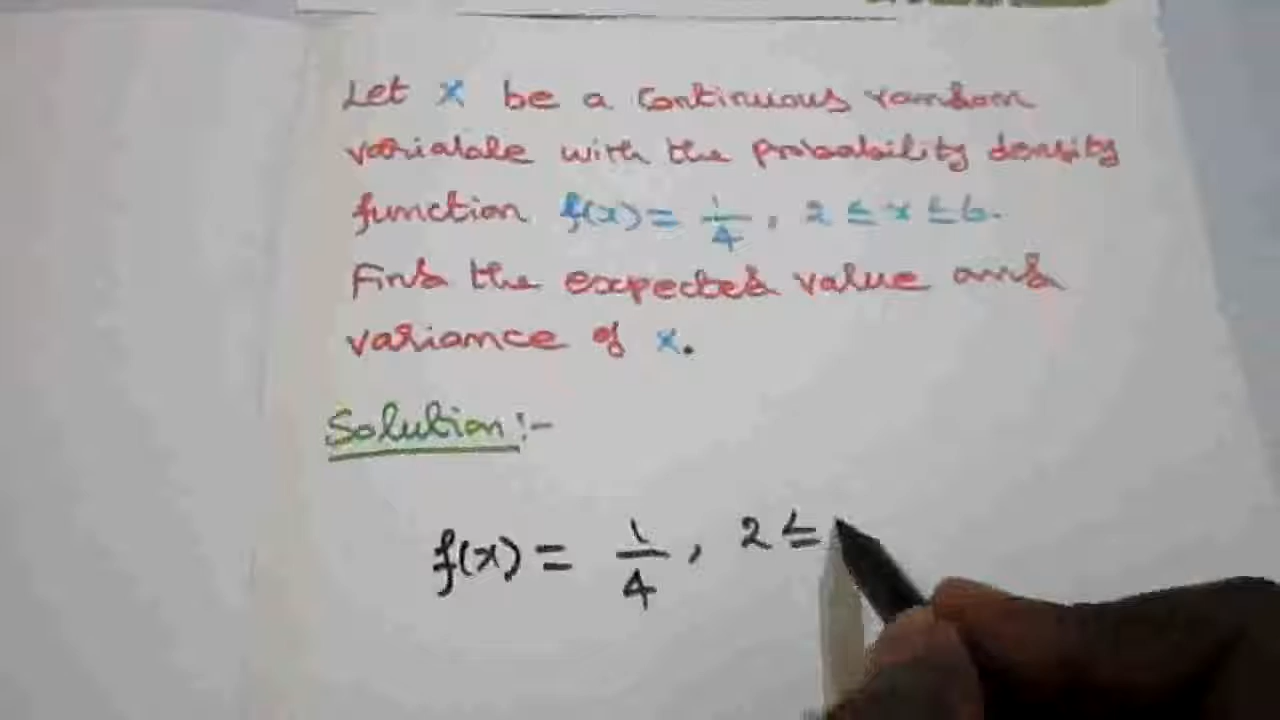 Let x be a continuous random
variable with the probability density
function f(x) = 1/4, 2 ≤ x ≤ 6.
Find the expected value and
variance of x.
Solution :-
f(x) = 1/4, 2 ≤